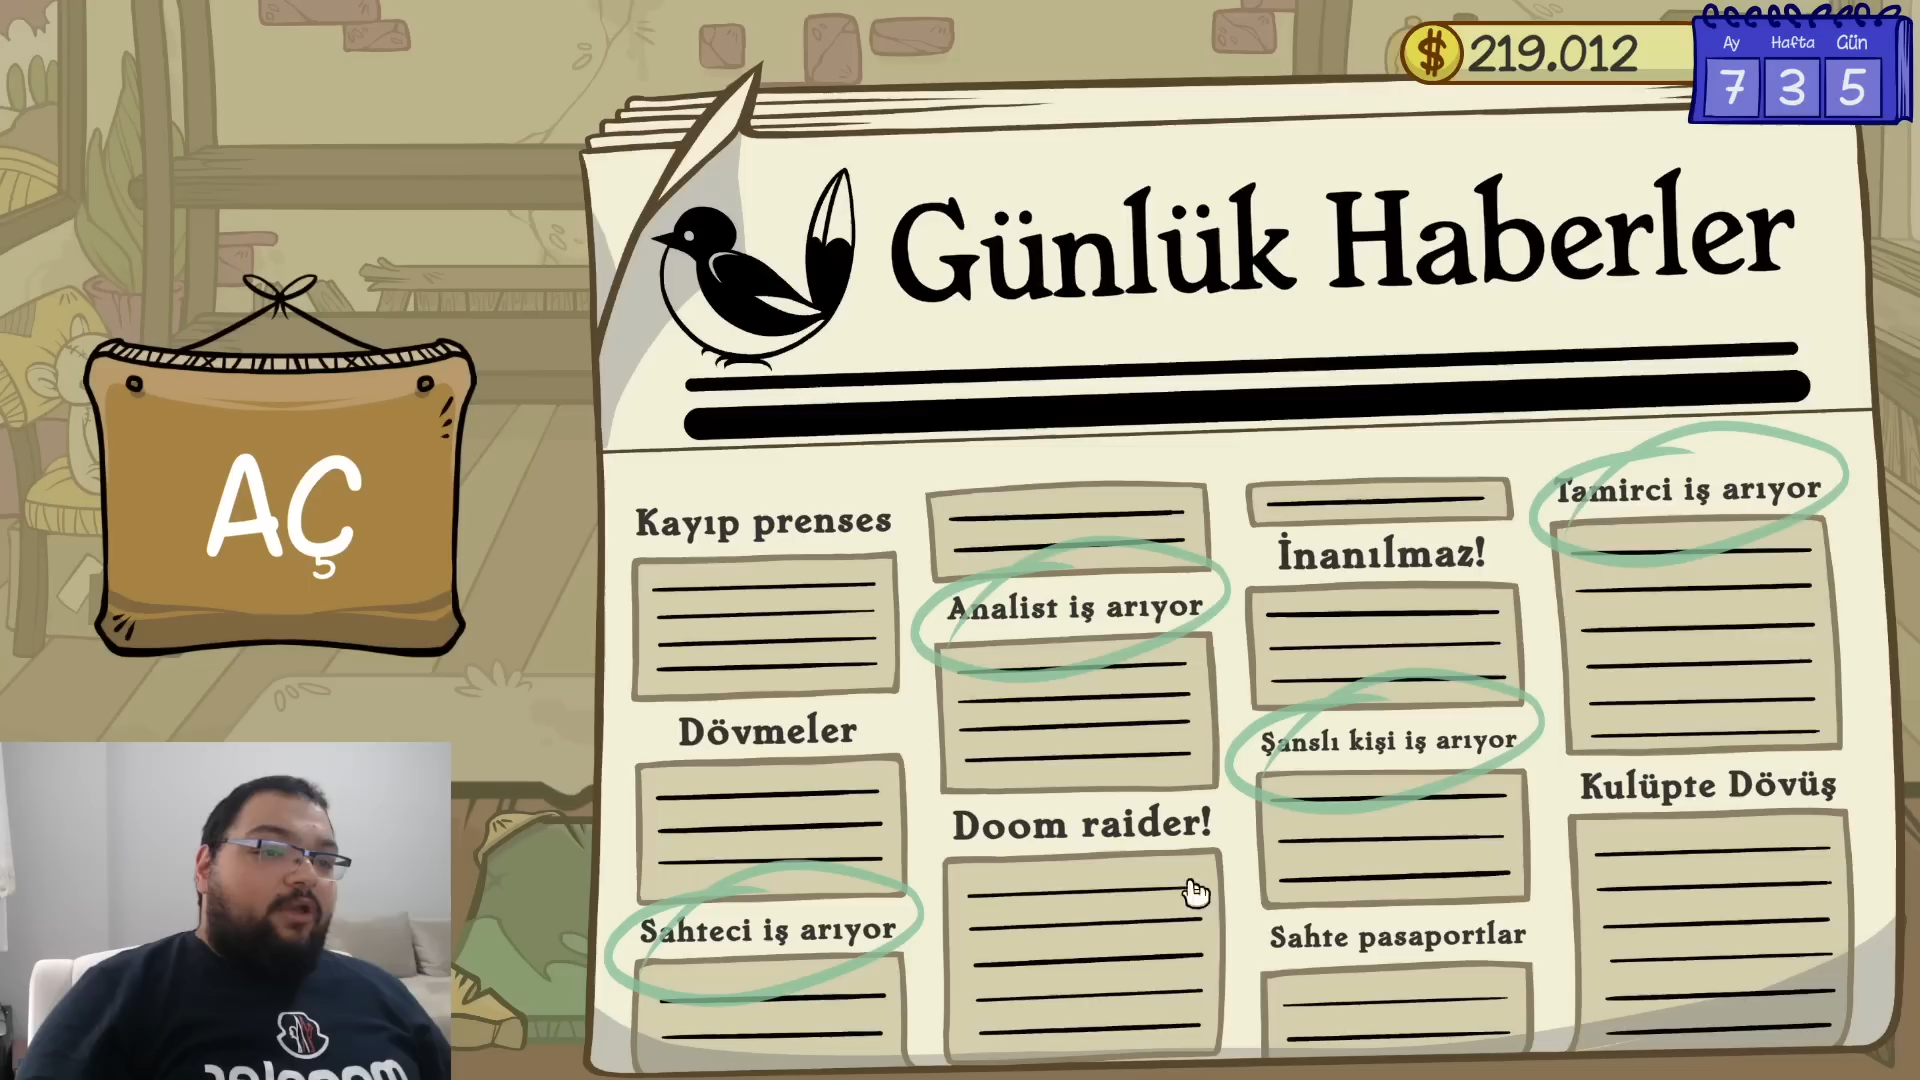 219.012
Ay Hafta Gün
7 3 5
Günlük Haberler
AÇ
Kayıp prenses
Dövmeler
Sahteci iş arıyor
Analist iş arıyor
Doom raider!
İnanılmaz!
Şanslı kişi iş arıyor
Sahte pasaportlar
Tamirci iş arıyor
Kulüpte Dövüş